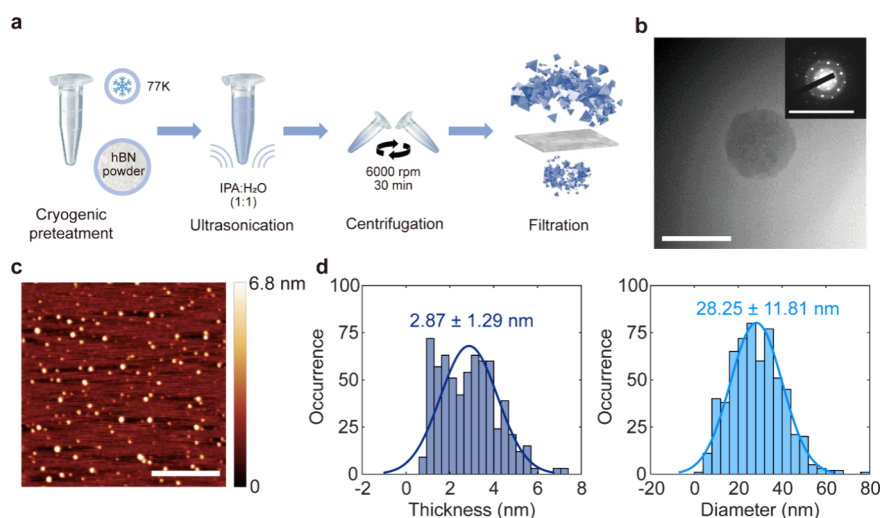 a
77K
hBN
powder
Cryogenic
pretreatment
IPA:H₂O
(1:1)
Ultrasonication
6000 rpm
30 min
Centrifugation
Filtration
b
c
6.8 nm
0
d
100
75
50
25
0
Occurrence
2.87 ± 1.29 nm
-2
0
2
4
6
8
Thickness (nm)
100
75
50
25
0
Occurrence
28.25 ± 11.81 nm
-20
0
20
40
60
80
Diameter (nm)